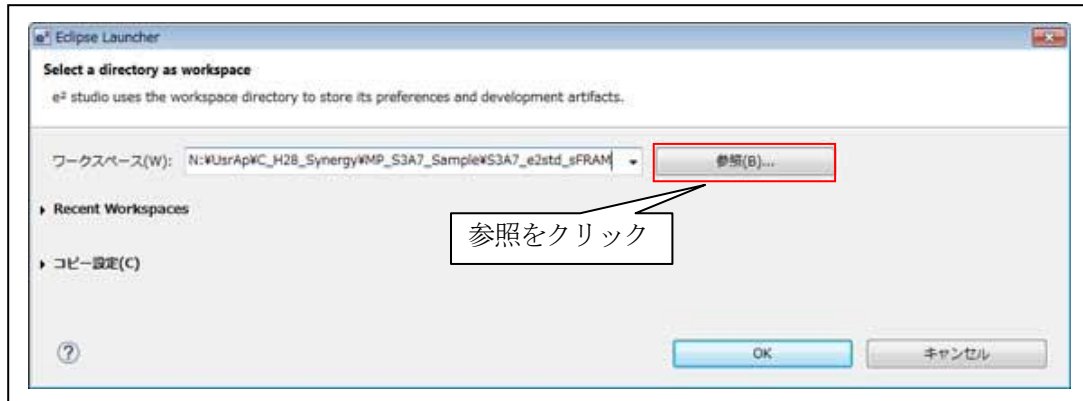 e² Eclipse Launcher
Select a directory as workspace
e² studio uses the workspace directory to store its preferences and development artifacts.
ワークスペース(W): N:¥UsrAp¥C_H2B_Synergy¥MP_S3A7_Sample¥S3A7_e2std_sFRAM 参照(B)...
Recent Workspaces
参照をクリック
コピー設定(C)
? OK キャンセル